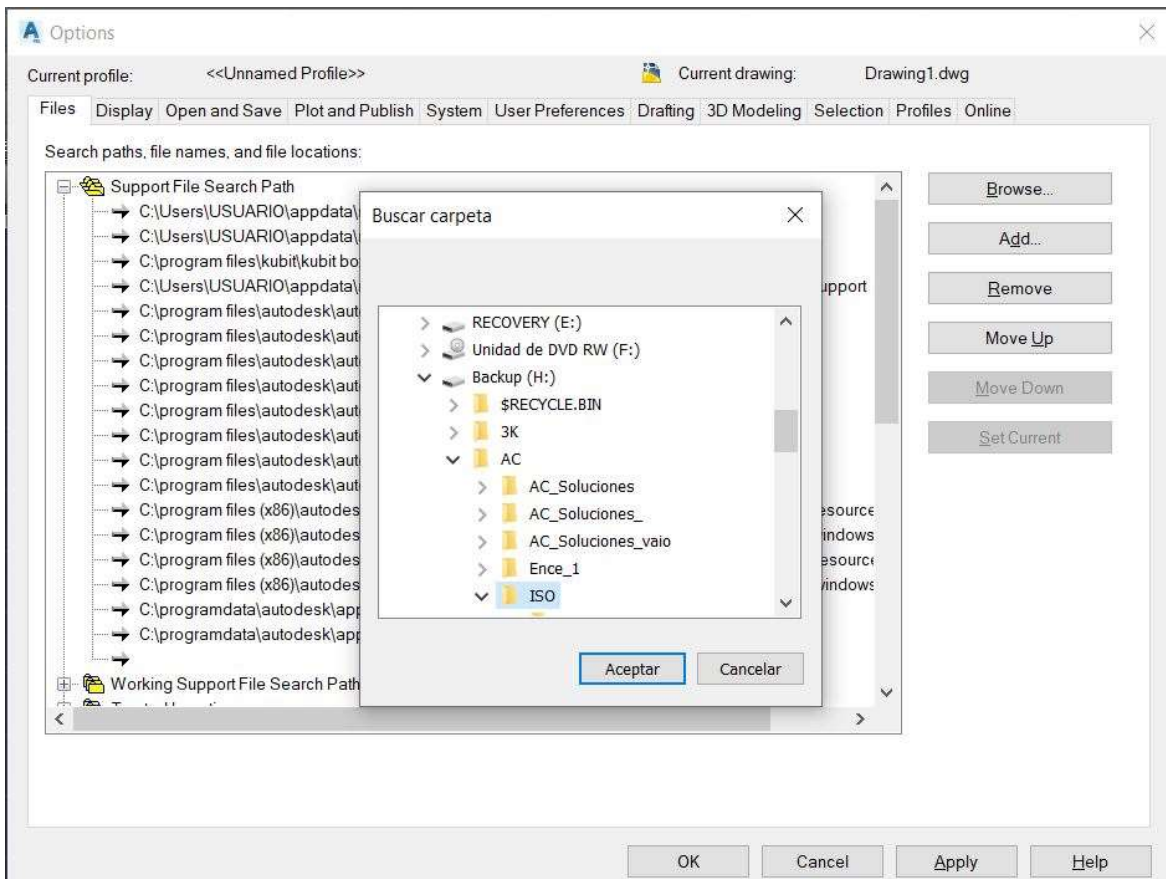 Options
Current profile: <<Unnamed Profile>> Current drawing: Drawing1.dwg
Files Display Open and Save Plot and Publish System User Preferences Drafting 3D Modeling Selection Profiles Online
Search paths, file names, and file locations:
Support File Search Path
C:\Users\USUARIO\appdata\
C:\Users\USUARIO\appdata\
C:\program files\kubit\kubit bo
C:\Users\USUARIO\appdata\
upport
C:\program files\autodesk\aut
C:\program files\autodesk\aut
C:\program files\autodesk\aut
C:\program files\autodesk\aut
C:\program files\autodesk\aut
C:\program files\autodesk\aut
C:\program files\autodesk\aut
C:\program files\autodesk\aut
C:\program files (x86)\autodes
esource
C:\program files (x86)\autodes
indows
C:\program files (x86)\autodes
esource
C:\program files (x86)\autodes
indows
C:\programdata\autodesk\app
C:\programdata\autodesk\app
Working Support File Search Path
Buscar carpeta
RECOVERY (E:)
Unidad de DVD RW (F:)
Backup (H:)
$RECYCLE.BIN
3K
AC
AC_Soluciones
AC_Soluciones_
AC_Soluciones_vaio
Ence_1
ISO
Aceptar Cancelar
Browse...
Add...
Remove
Move Up
Move Down
Set Current
OK Cancel Apply Help